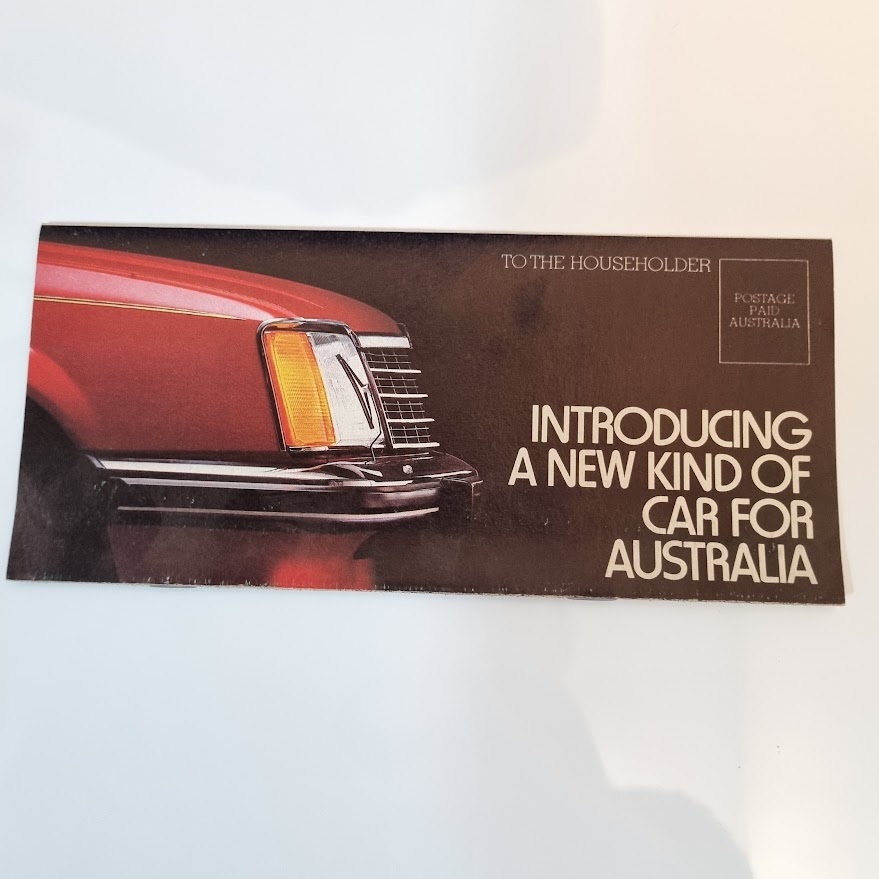 TO THE HOUSEHOLDER
POSTAGE
PAID
AUSTRALIA
INTRODUCING
A NEW KIND OF
CAR FOR
AUSTRALIA